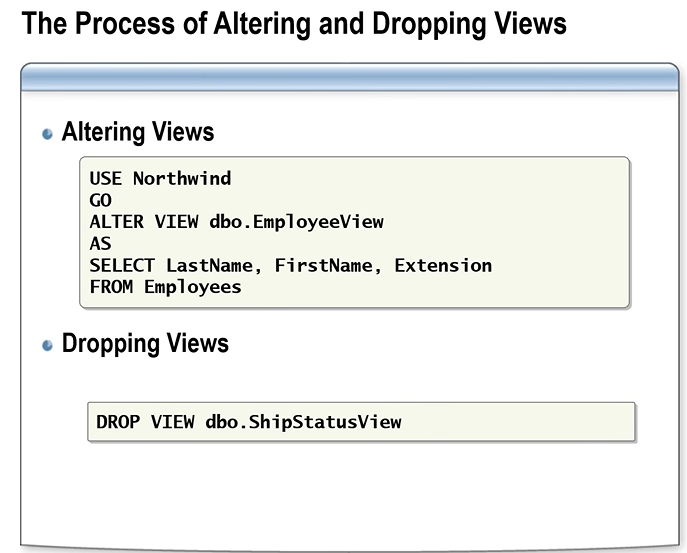 The Process of Altering and Dropping Views
Altering Views
USE Northwind
GO
ALTER VIEW dbo.EmployeeView
AS
SELECT LastName, FirstName, Extension
FROM Employees
Dropping Views
DROP VIEW dbo.ShipStatusView